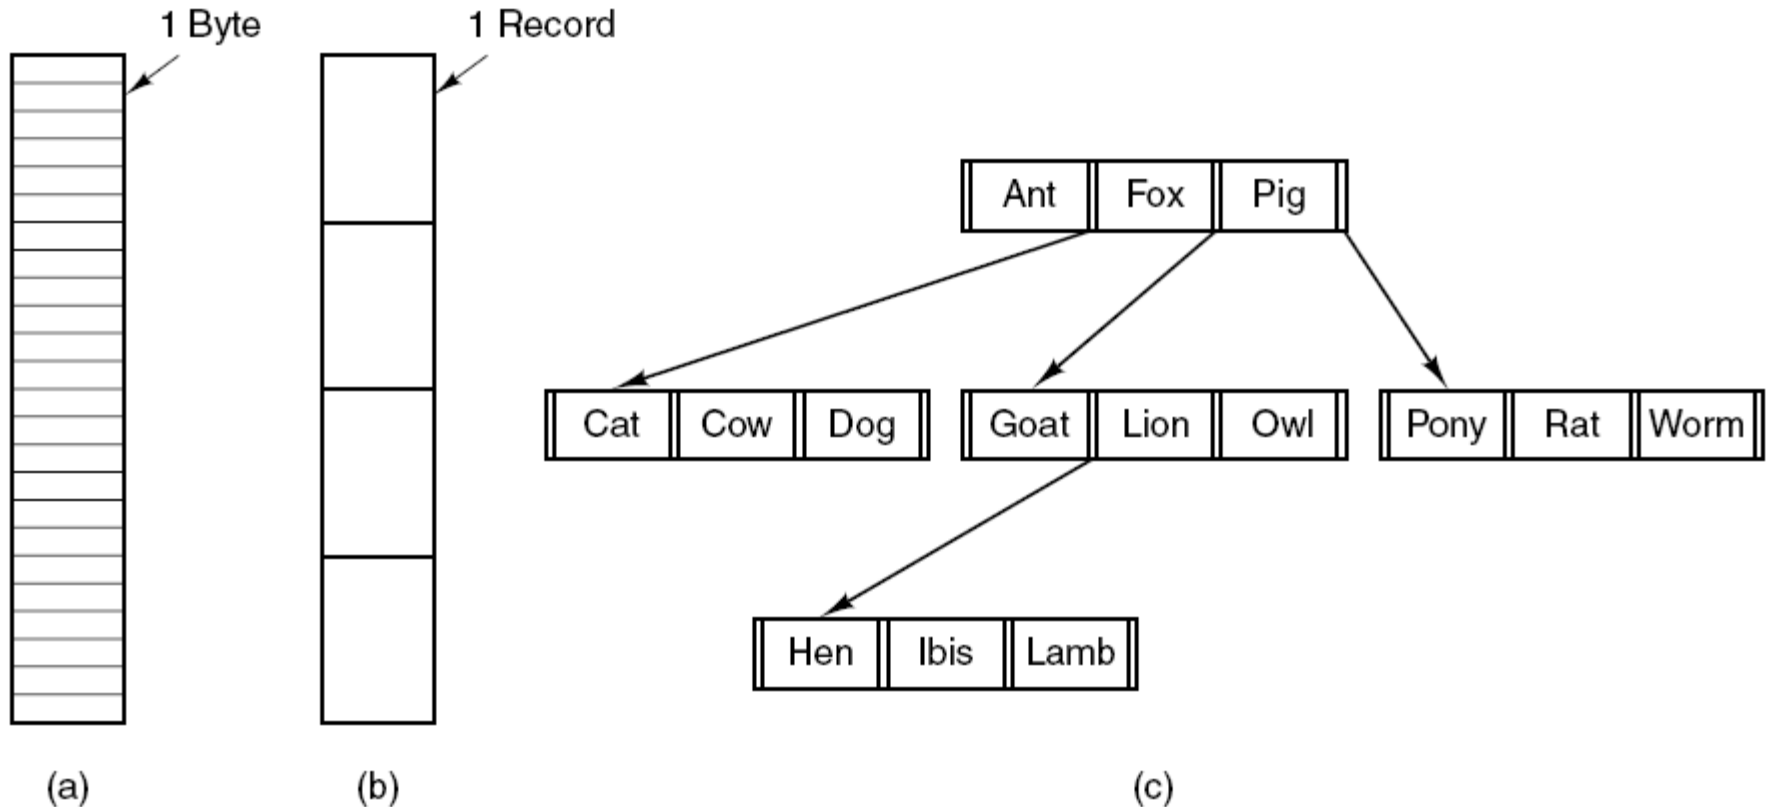 1 Byte
1 Record
Ant Fox Pig
Cat Cow Dog
Goat Lion Owl
Pony Rat Worm
Hen Ibis Lamb
(a)
(b)
(c)